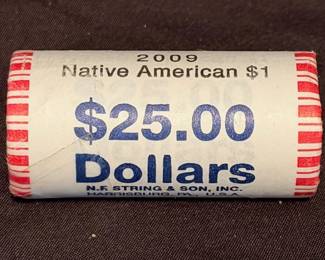 2009
Native American $1
$25.00
Dollars
N.F. STRING & SON, INC.
HARRISBURG, PA., U.S.A.